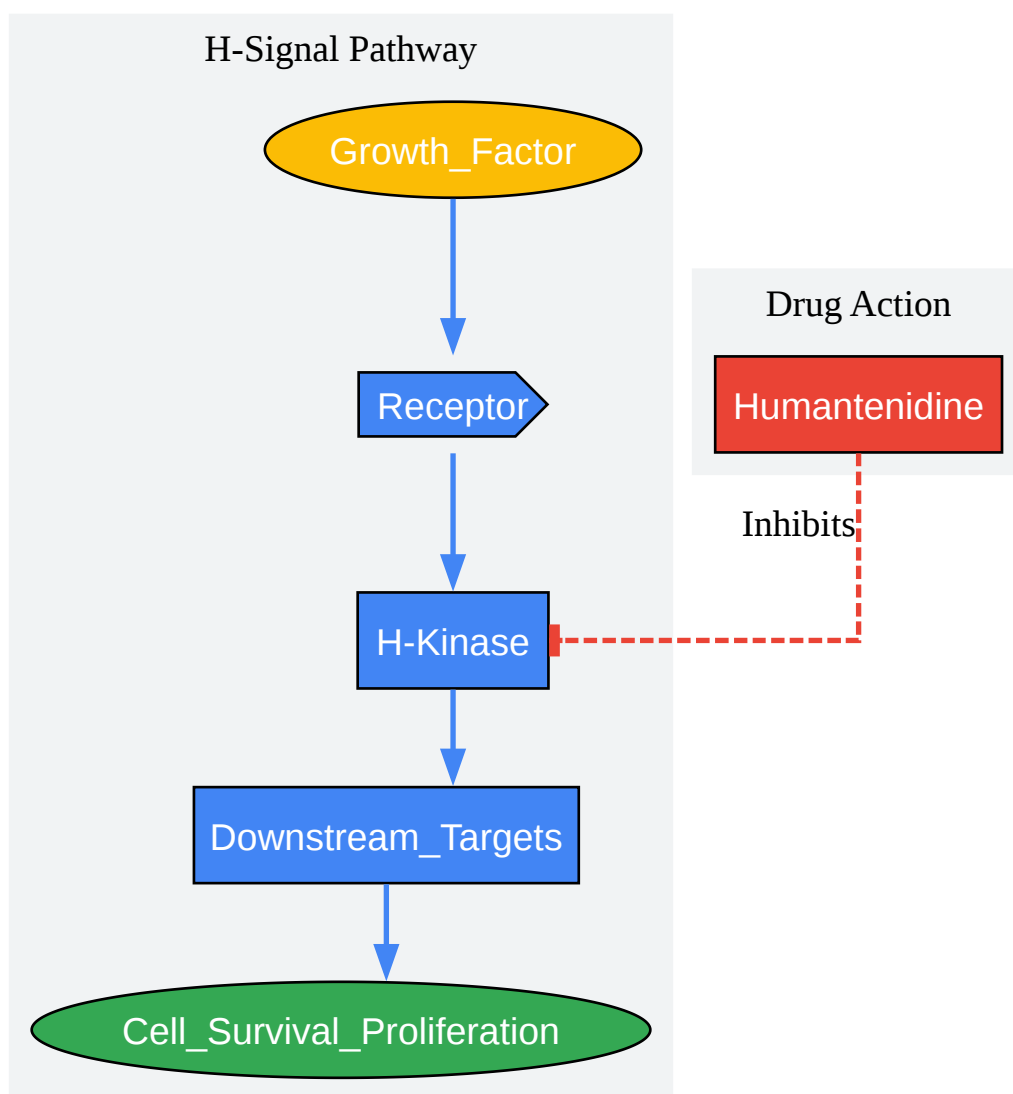 H-Signal Pathway
Growth_Factor
Drug Action
Receptor
Humantenidine
Inhibits
H-Kinase
Downstream_Targets
Cell_Survival_Proliferation